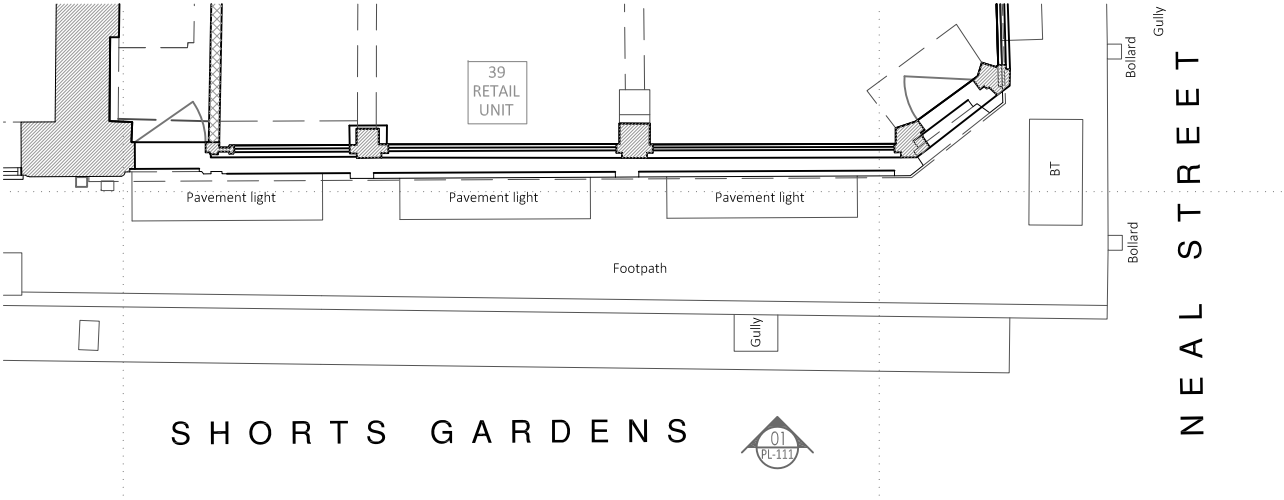 Gully
Bollard
39
RETAIL
UNIT
BT
Pavement light
Pavement light
Pavement light
Bollard
Footpath
Gully
NEAL STREET
SHORTS GARDENS
01
PL-111